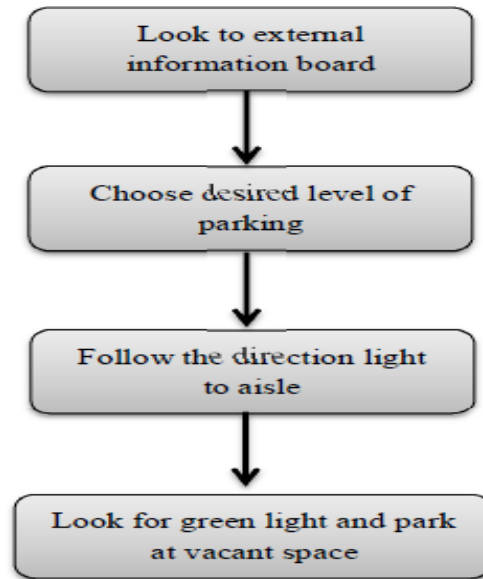 Look to external
information board
Choose desired level of
parking
Follow the direction light
to aisle
Look for green light and park
at vacant space